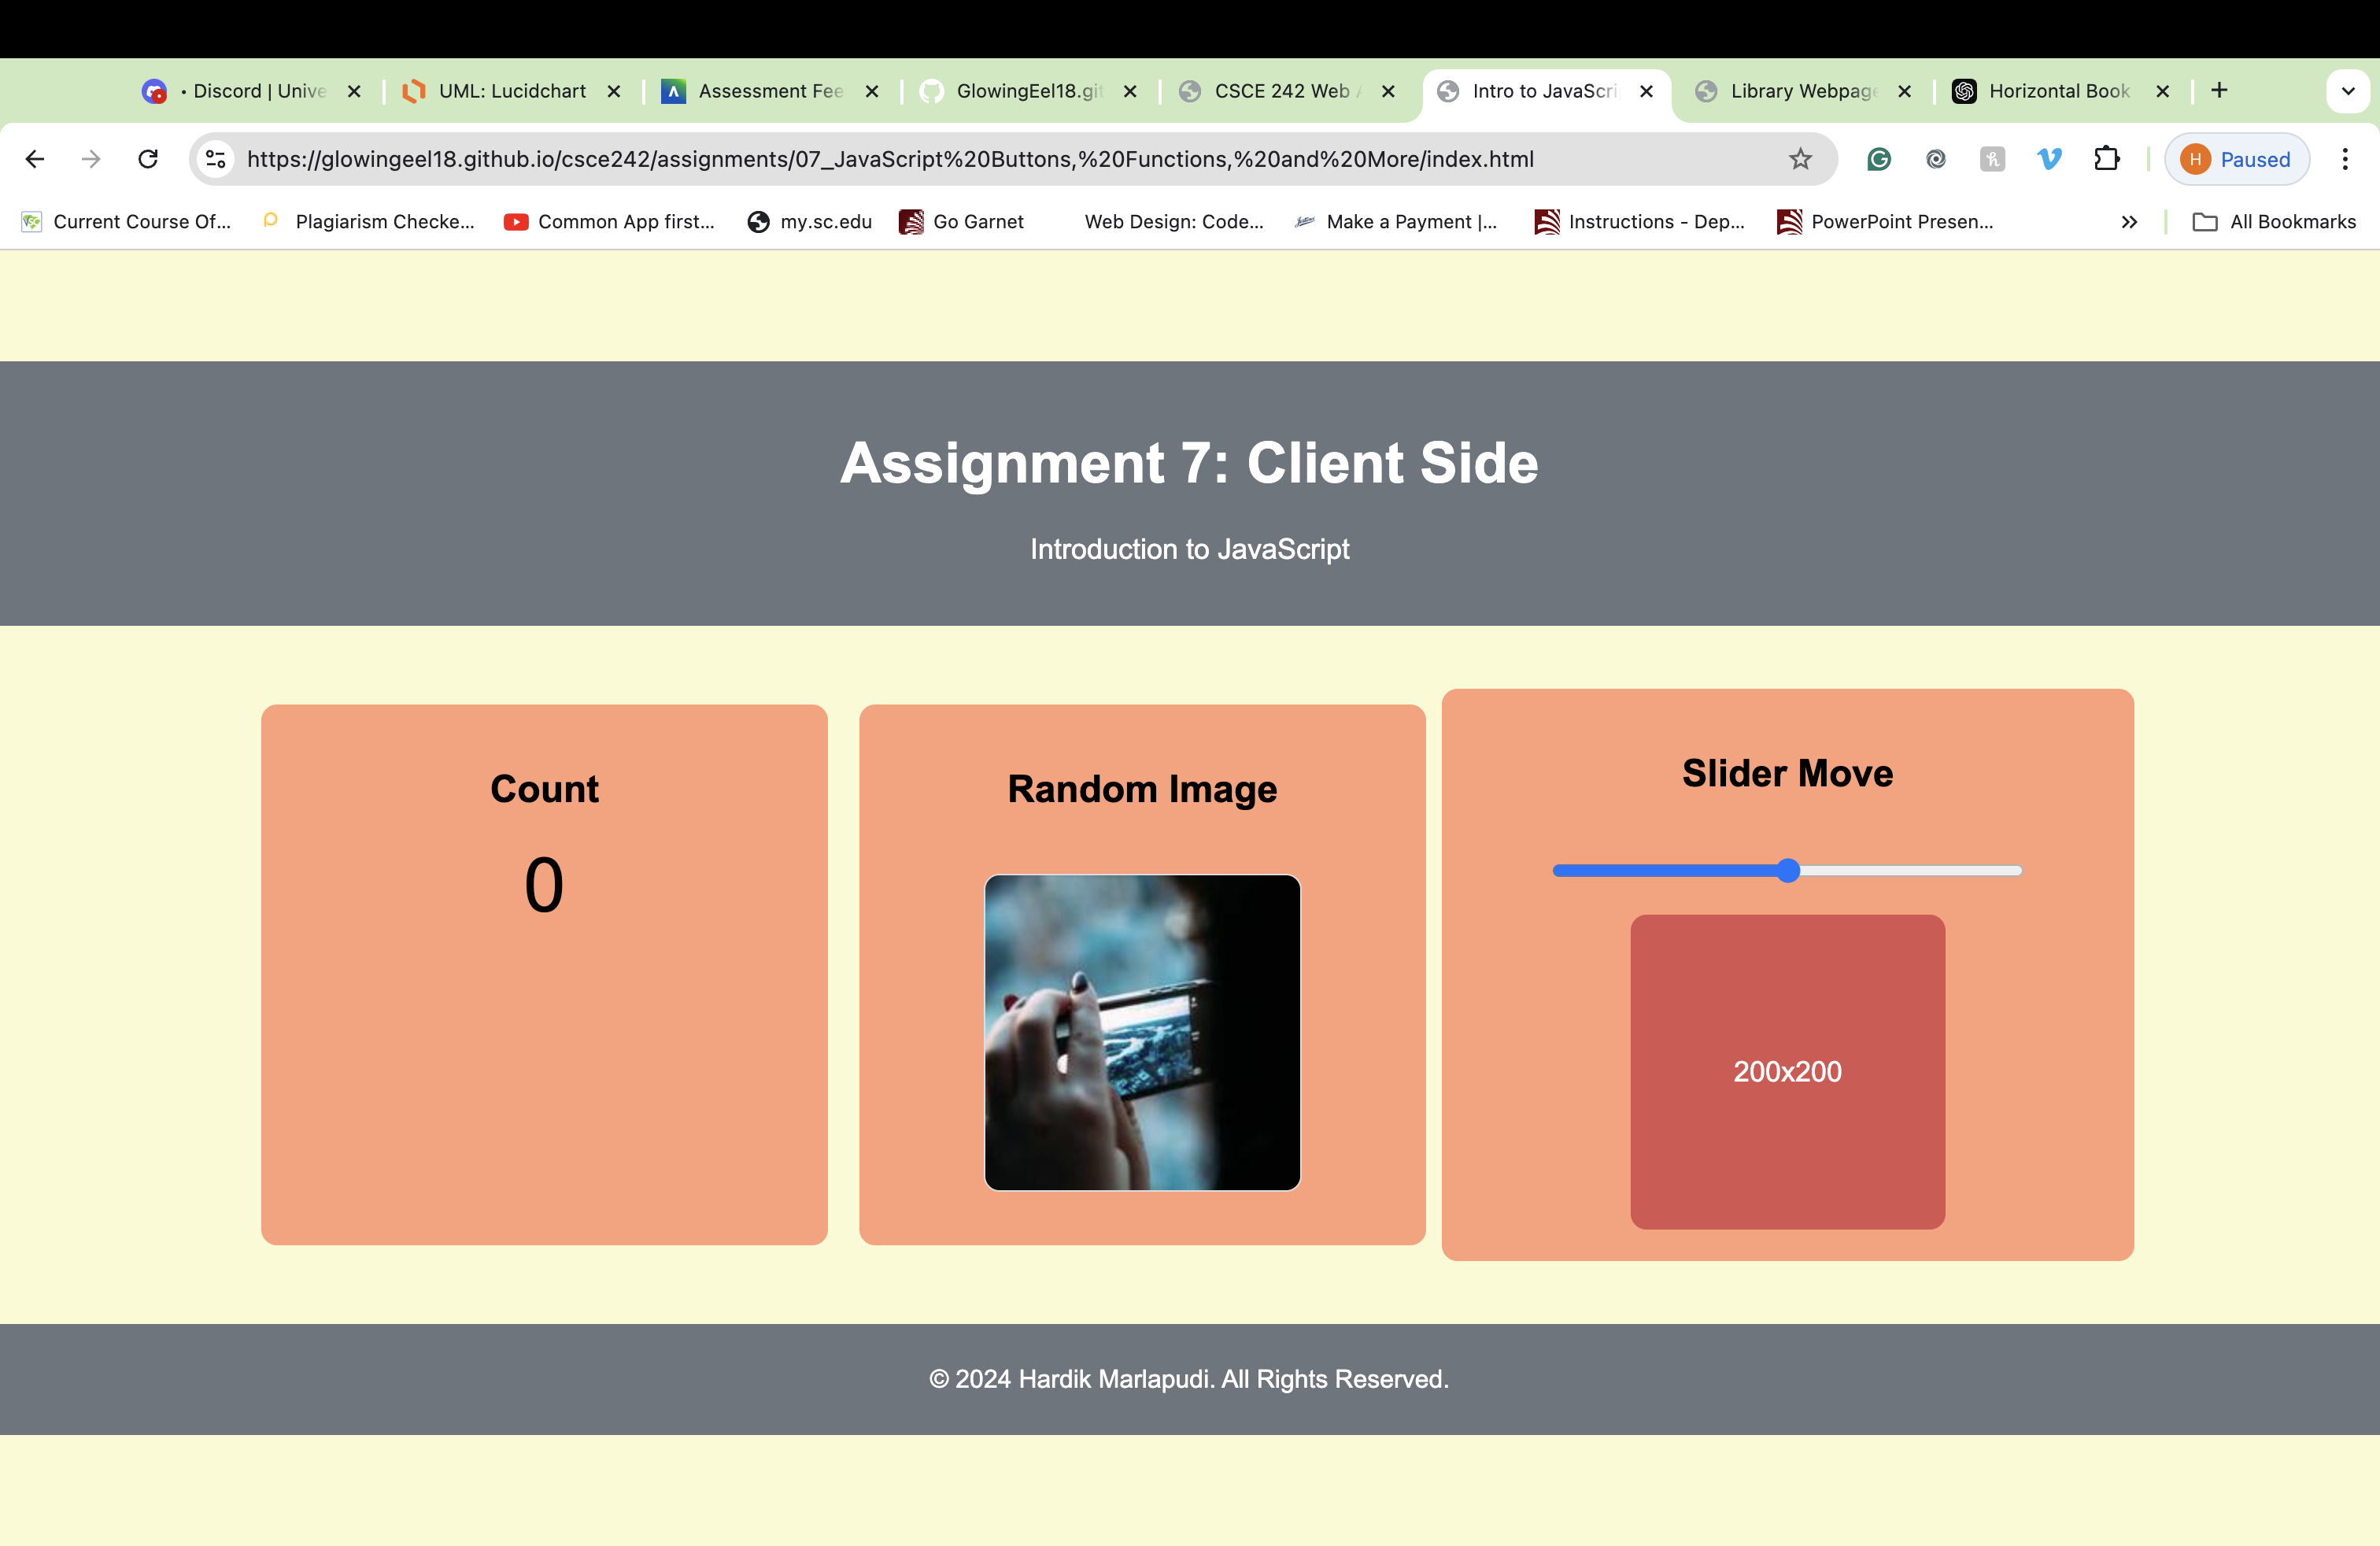 • Discord | Unive
UML: Lucidchart
Assessment Fee
GlowingEel18.git
CSCE 242 Web A
Intro to JavaScri
Library Webpage
Horizontal Book
https://glowingeel18.github.io/csce242/assignments/07_JavaScript%20Buttons,%20Functions,%20and%20More/index.html
H Paused
Current Course Of...
Plagiarism Checke...
Common App first...
my.sc.edu
Go Garnet
Web Design: Code...
Make a Payment |...
Instructions - Dep...
PowerPoint Presen...
All Bookmarks
Assignment 7: Client Side
Introduction to JavaScript
Count
0
Random Image
Slider Move
200x200
© 2024 Hardik Marlapudi. All Rights Reserved.